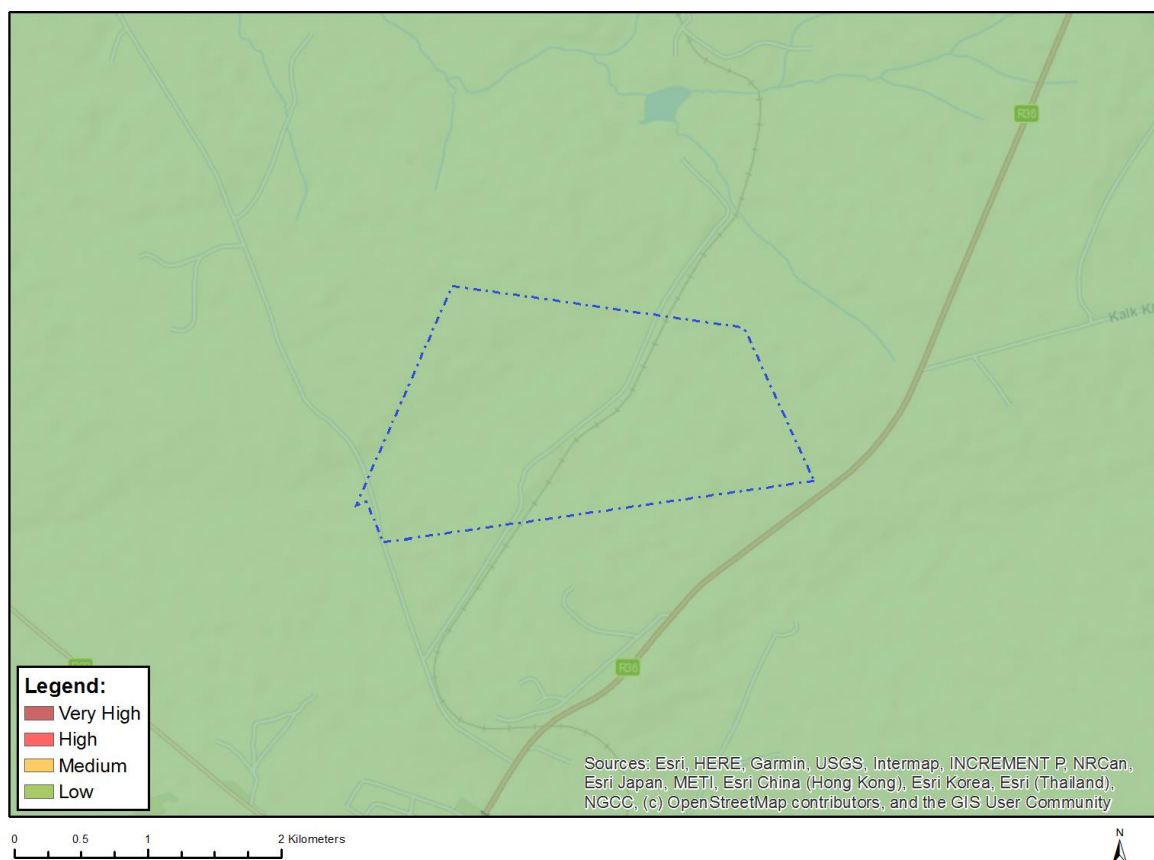 R36
Kalk K
R36
Legend:
Very High
High
Medium
Low
Sources: Esri, HERE, Garmin, USGS, Intermap, INCREMENT P, NRCan,
Esri Japan, METI, Esri China (Hong Kong), Esri Korea, Esri (Thailand),
NGCC, (c) OpenStreetMap contributors, and the GIS User Community
0 0.5 1 2 Kilometers
N